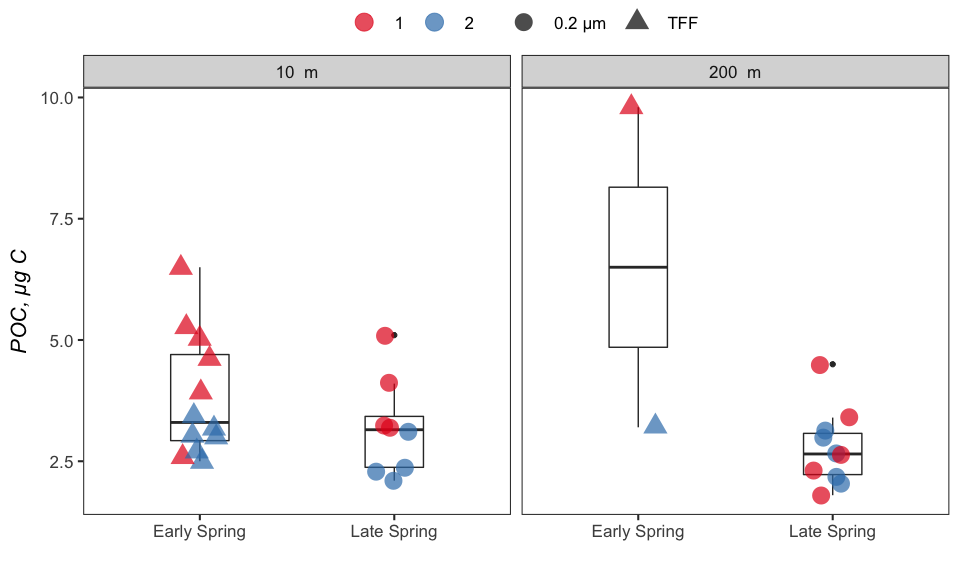 1 2 0.2 µm TFF
10 m 200 m
10.0
7.5
5.0
2.5
POC, µg C
Early Spring Late Spring Early Spring Late Spring